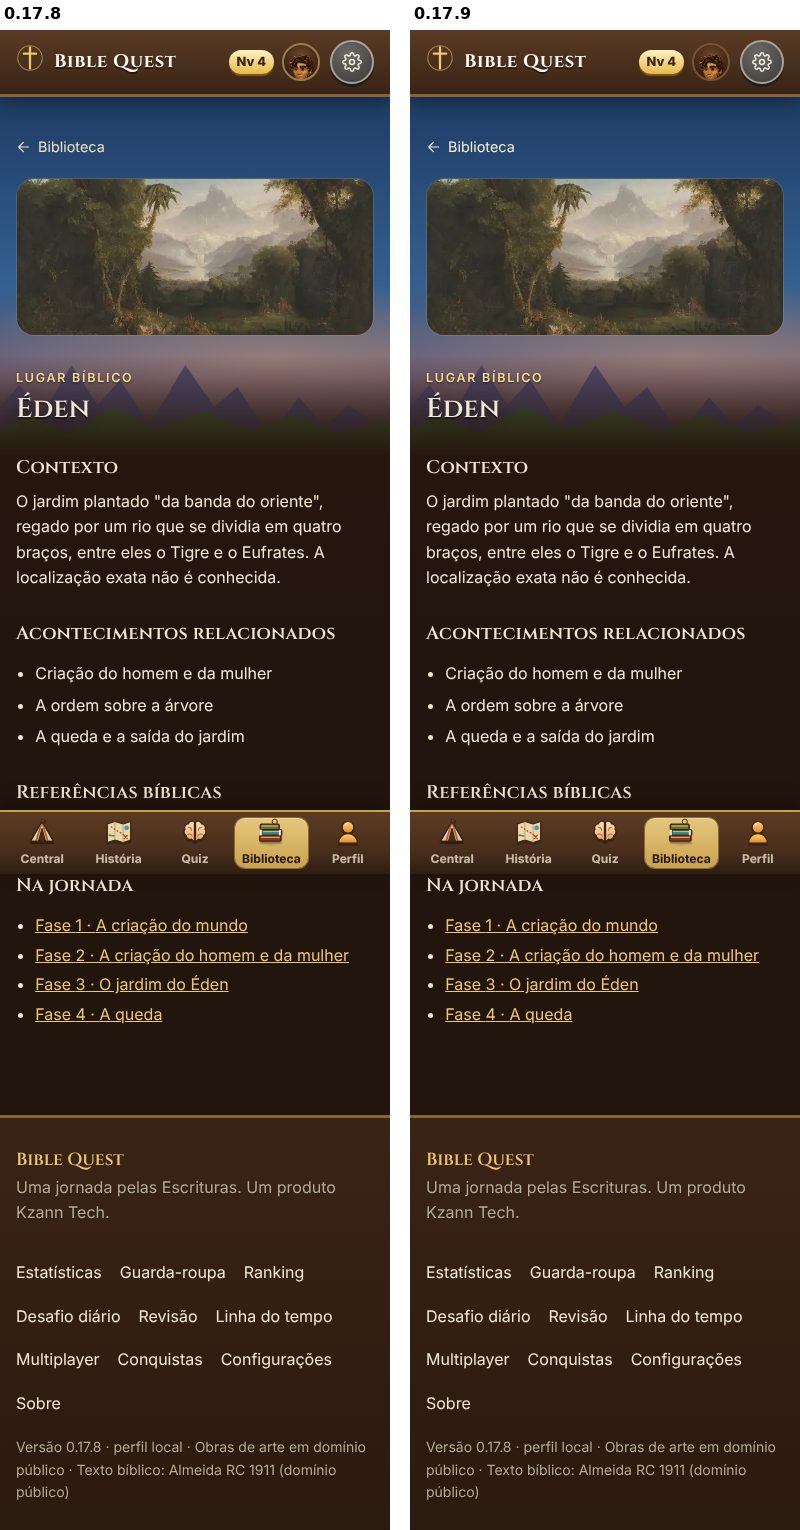 0.17.8
BIBLE QUEST
Nv 4
← Biblioteca
LUGAR BÍBLICO
ÉDEN
CONTEXTO
O jardim plantado "da banda do oriente",
regado por um rio que se dividia em quatro
braços, entre eles o Tigre e o Eufrates. A
localização exata não é conhecida.
ACONTECIMENTOS RELACIONADOS
• Criação do homem e da mulher
• A ordem sobre a árvore
• A queda e a saída do jardim
REFERÊNCIAS BÍBLICAS
Central História Quiz Biblioteca Perfil
NA JORNADA
• Fase 1 · A criação do mundo
• Fase 2 · A criação do homem e da mulher
• Fase 3 · O jardim do Éden
• Fase 4 · A queda
BIBLE QUEST
Uma jornada pelas Escrituras. Um produto
Kzann Tech.
Estatísticas Guarda-roupa Ranking
Desafio diário Revisão Linha do tempo
Multiplayer Conquistas Configurações
Sobre
Versão 0.17.8 · perfil local · Obras de arte em domínio
público · Texto bíblico: Almeida RC 1911 (domínio
público)
0.17.9
BIBLE QUEST
Nv 4
← Biblioteca
LUGAR BÍBLICO
ÉDEN
CONTEXTO
O jardim plantado "da banda do oriente",
regado por um rio que se dividia em quatro
braços, entre eles o Tigre e o Eufrates. A
localização exata não é conhecida.
ACONTECIMENTOS RELACIONADOS
• Criação do homem e da mulher
• A ordem sobre a árvore
• A queda e a saída do jardim
REFERÊNCIAS BÍBLICAS
Central História Quiz Biblioteca Perfil
NA JORNADA
• Fase 1 · A criação do mundo
• Fase 2 · A criação do homem e da mulher
• Fase 3 · O jardim do Éden
• Fase 4 · A queda
BIBLE QUEST
Uma jornada pelas Escrituras. Um produto
Kzann Tech.
Estatísticas Guarda-roupa Ranking
Desafio diário Revisão Linha do tempo
Multiplayer Conquistas Configurações
Sobre
Versão 0.17.8 · perfil local · Obras de arte em domínio
público · Texto bíblico: Almeida RC 1911 (domínio
público)